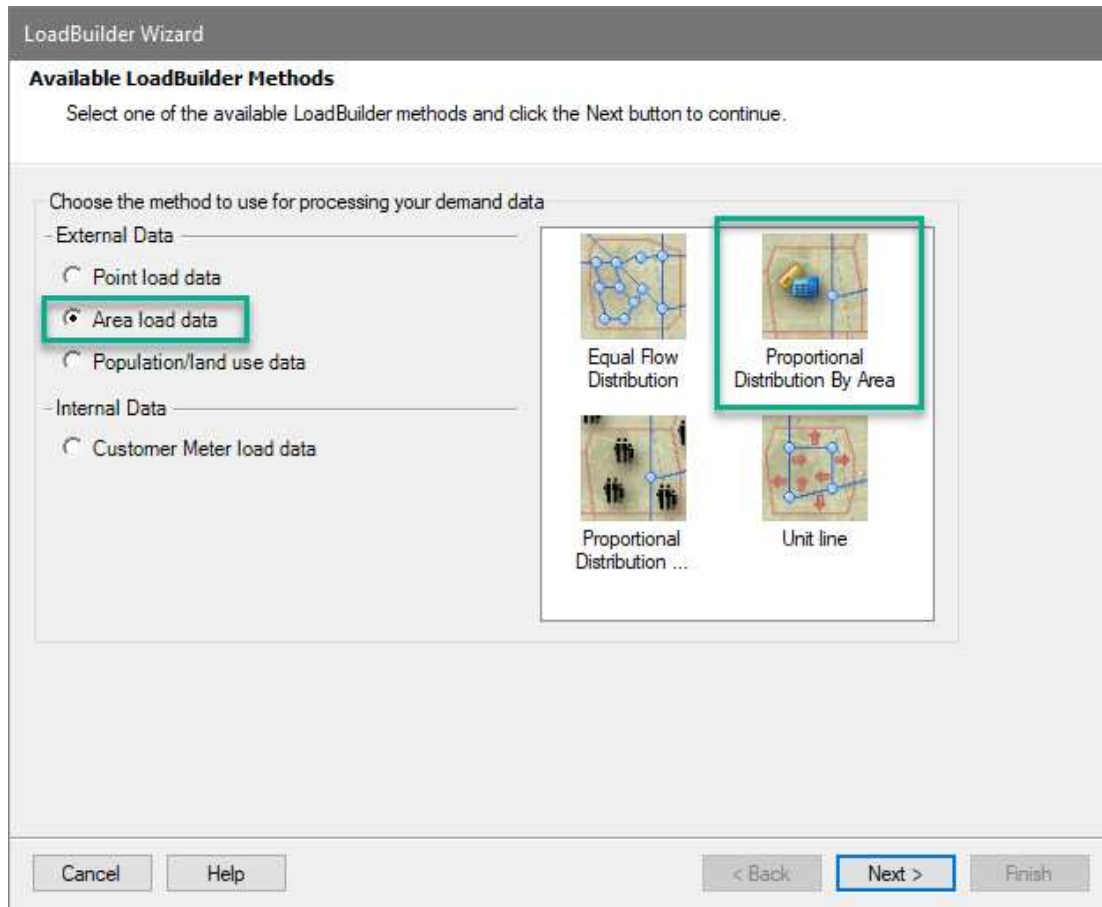 LoadBuilder Wizard
Available LoadBuilder Methods
Select one of the available LoadBuilder methods and click the Next button to continue.
Choose the method to use for processing your demand data
External Data
Point load data
Area load data
Population/land use data
Internal Data
Customer Meter load data
Equal Flow
Distribution
Proportional
Distribution By Area
Proportional
Distribution ...
Unit line
Cancel
Help
< Back
Next >
Finish